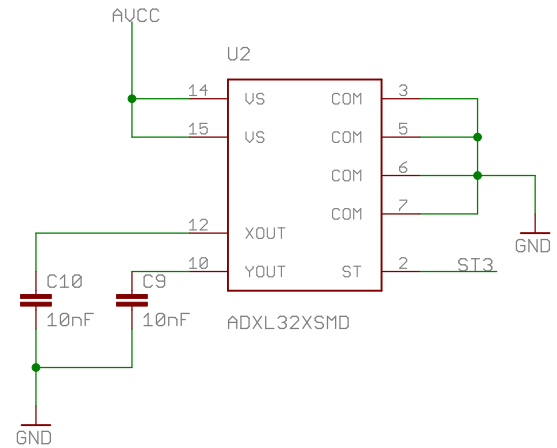 AVCC
U2
14 VS COM 3
15 VS COM 5
COM 6
COM 7
12 XOUT
GND
10 YOUT ST 2 ST3
C10 C9
10nF 10nF
ADXL32XSMD
GND